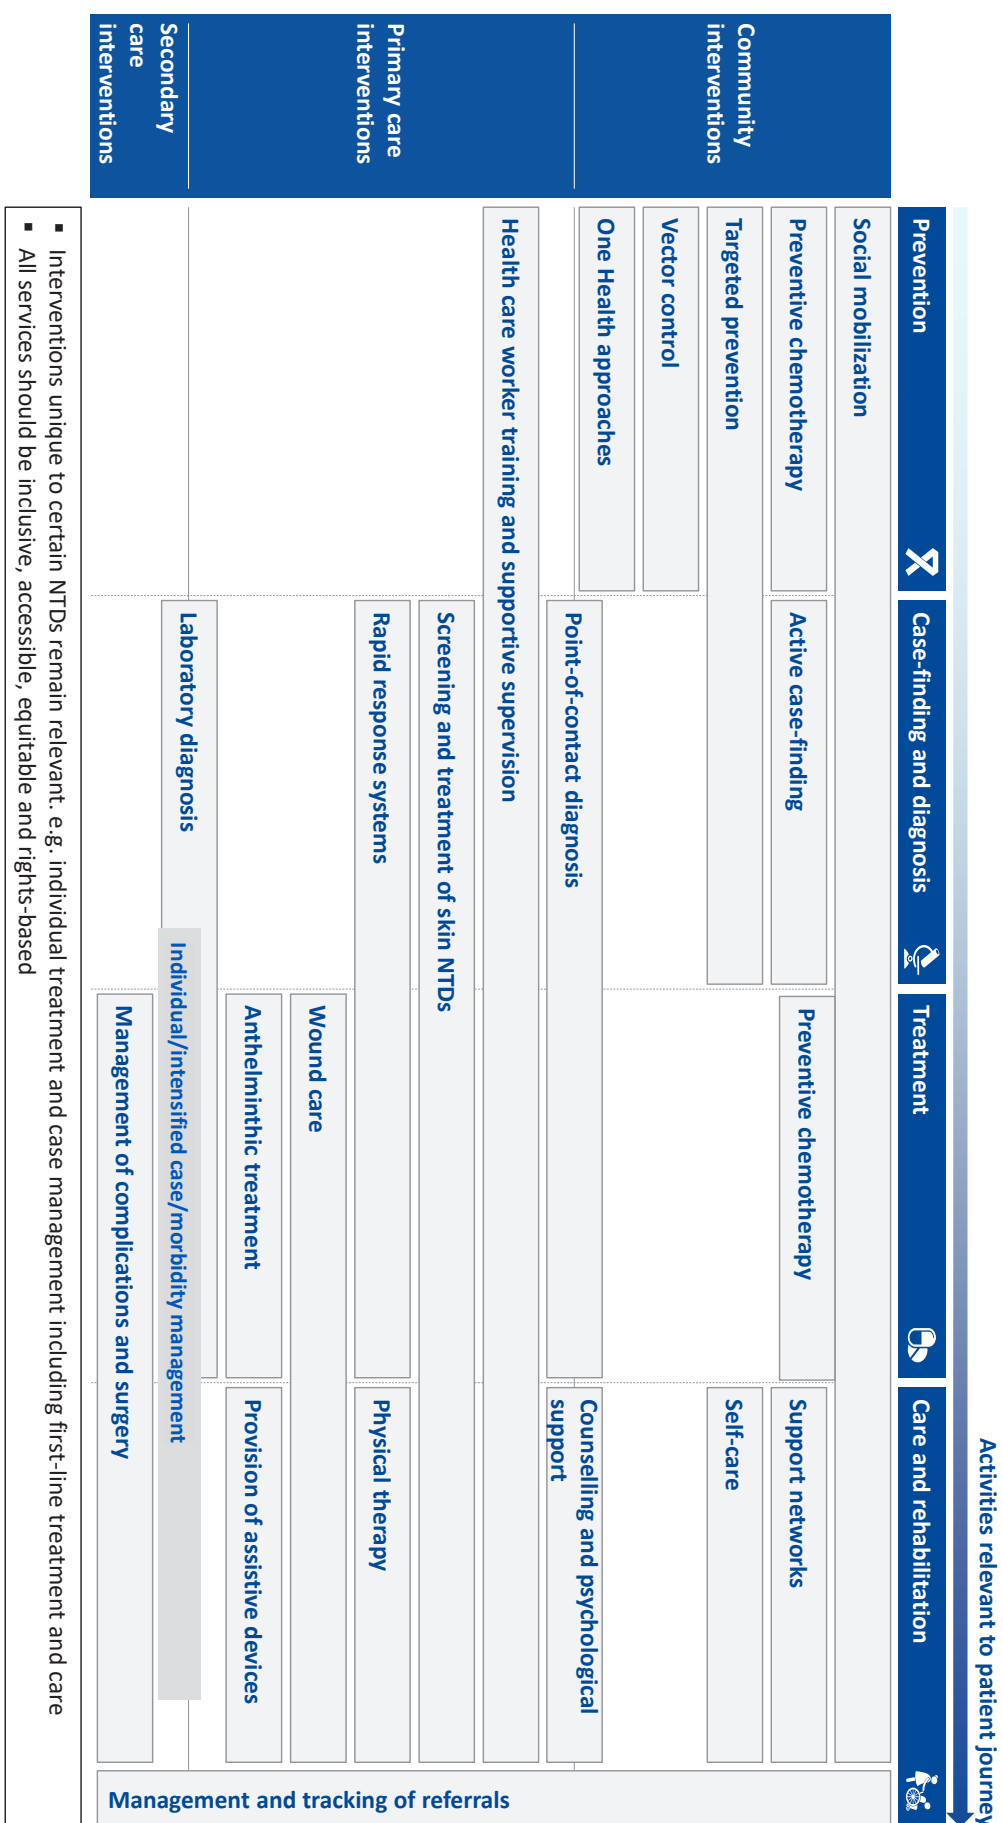 Activities relevant to patient journey
Prevention
Case-finding and diagnosis
Treatment
Care and rehabilitation
Community
interventions
Social mobilization
Preventive chemotherapy
Active case-finding
Preventive chemotherapy
Support networks
Targeted prevention
Self-care
Vector control
One Health approaches
Point-of-contact diagnosis
Counselling and psychological
support
Primary care
interventions
Health care worker training and supportive supervision
Screening and treatment of skin NTDs
Rapid response systems
Physical therapy
Wound care
Anthelminthic treatment
Provision of assistive devices
Secondary
care
interventions
Laboratory diagnosis
Individual/intensified case/morbidity management
Management of complications and surgery
Management and tracking of referrals
▪ Interventions unique to certain NTDs remain relevant. e.g. individual treatment and case management including first-line treatment and care
▪ All services should be inclusive, accessible, equitable and rights-based